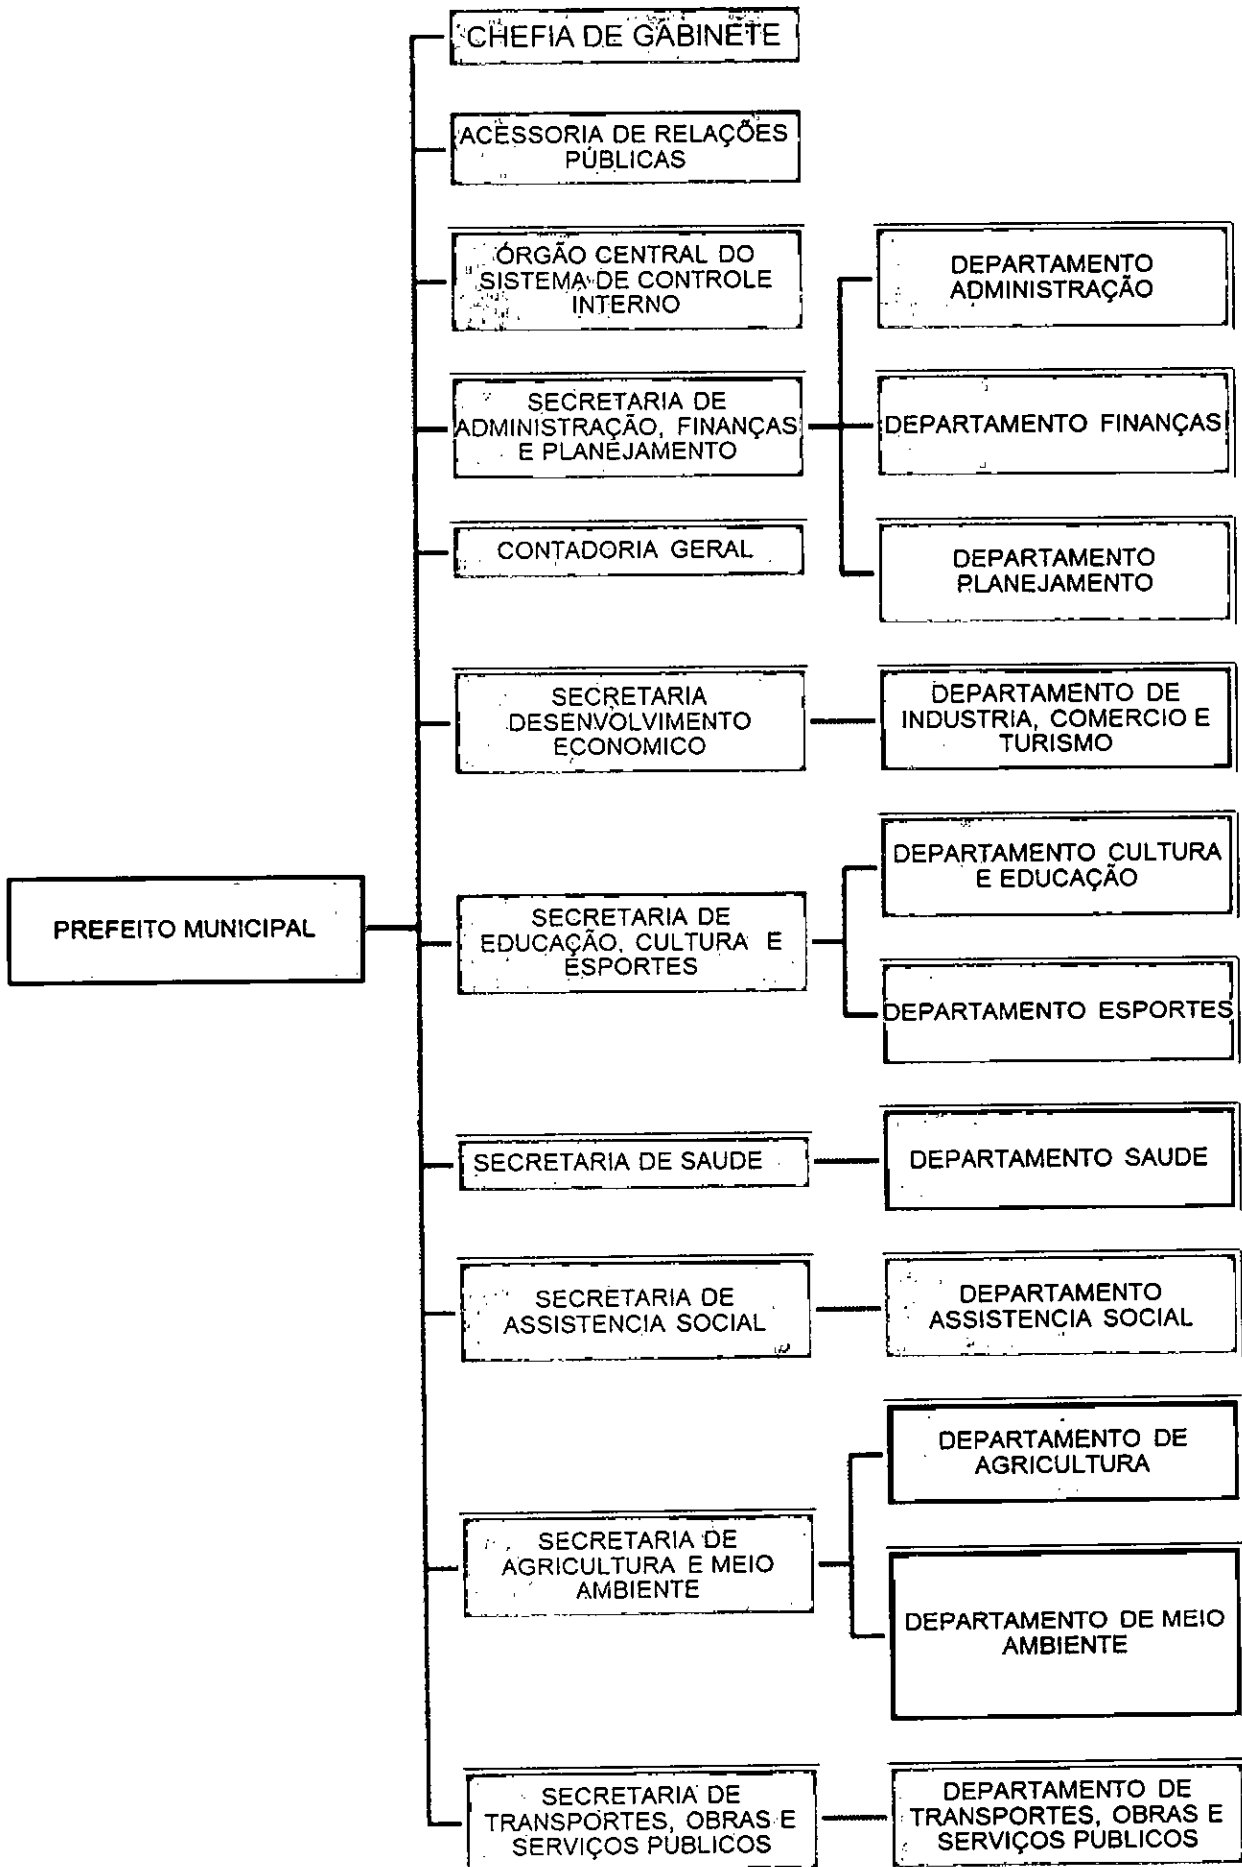 CHEFIA DE GABINETE
ACESSORIA DE RELAÇÕES
PÚBLICAS
ÓRGÃO CENTRAL DO
SISTEMA DE CONTROLE
INTERNO
DEPARTAMENTO
ADMINISTRAÇÃO
SECRETARIA DE
ADMINISTRAÇÃO, FINANÇAS
E PLANEJAMENTO
DEPARTAMENTO FINANÇAS
CONTADORIA GERAL
DEPARTAMENTO
PLANEJAMENTO
SECRETARIA
DESENVOLVIMENTO
ECONOMICO
DEPARTAMENTO DE
INDUSTRIA, COMERCIO E
TURISMO
PREFEITO MUNICIPAL
SECRETARIA DE
EDUCAÇÃO, CULTURA E
ESPORTES
DEPARTAMENTO CULTURA
E EDUCAÇÃO
DEPARTAMENTO ESPORTES
SECRETARIA DE SAUDE
DEPARTAMENTO SAUDE
SECRETARIA DE
ASSISTENCIA SOCIAL
DEPARTAMENTO
ASSISTENCIA SOCIAL
SECRETARIA DE
AGRICULTURA E MEIO
AMBIENTE
DEPARTAMENTO DE
AGRICULTURA
DEPARTAMENTO DE MEIO
AMBIENTE
SECRETARIA DE
TRANSPORTES, OBRAS E
SERVIÇOS PUBLICOS
DEPARTAMENTO DE
TRANSPORTES, OBRAS E
SERVIÇOS PUBLICOS